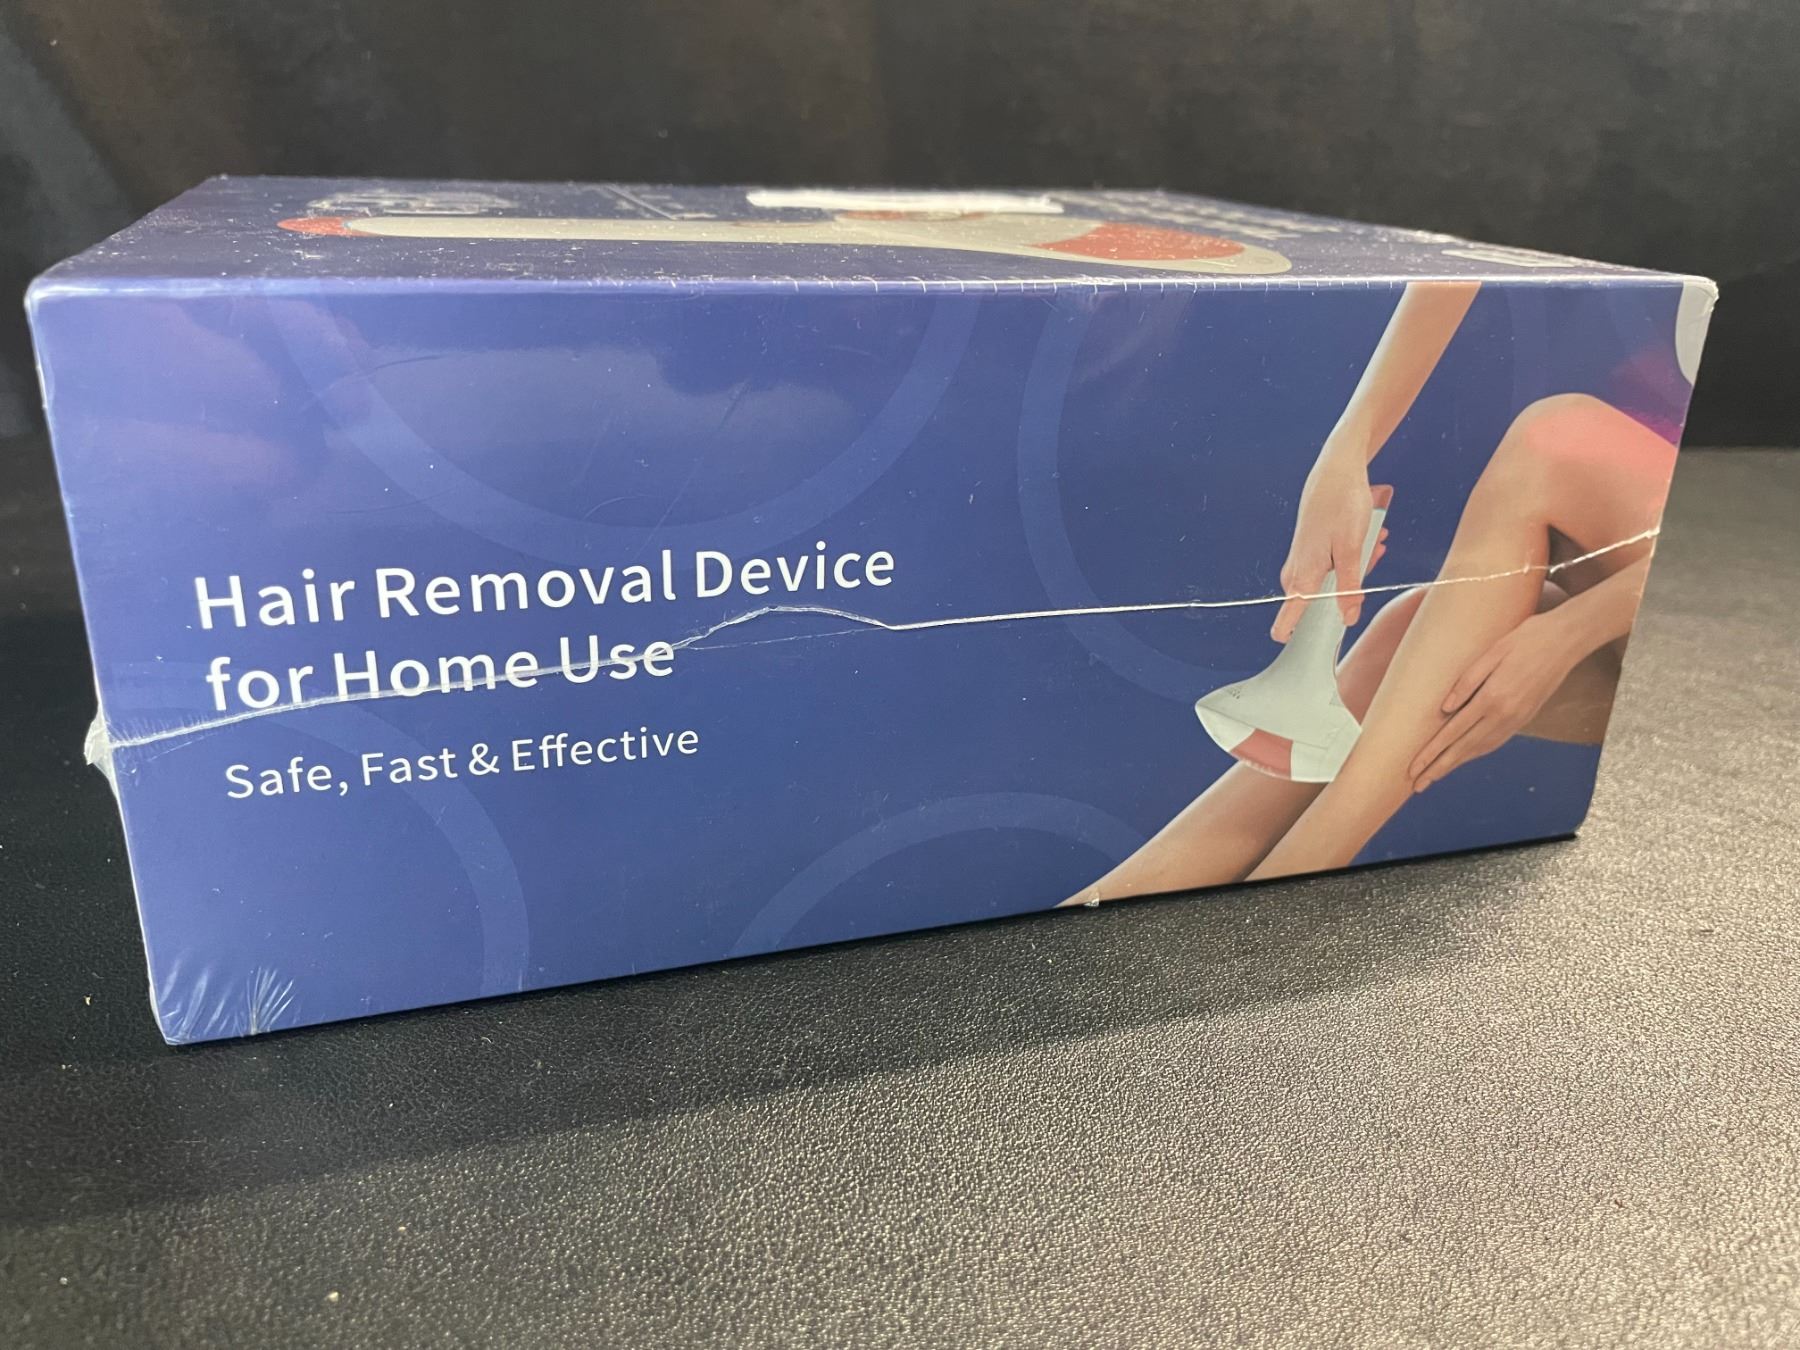 Hair Removal Device
for Home Use
Safe, Fast & Effective